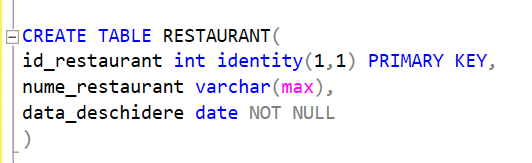 CREATE TABLE RESTAURANT(
id_restaurant int identity(1,1) PRIMARY KEY,
nume_restaurant varchar(max),
data_deschidere date NOT NULL
)